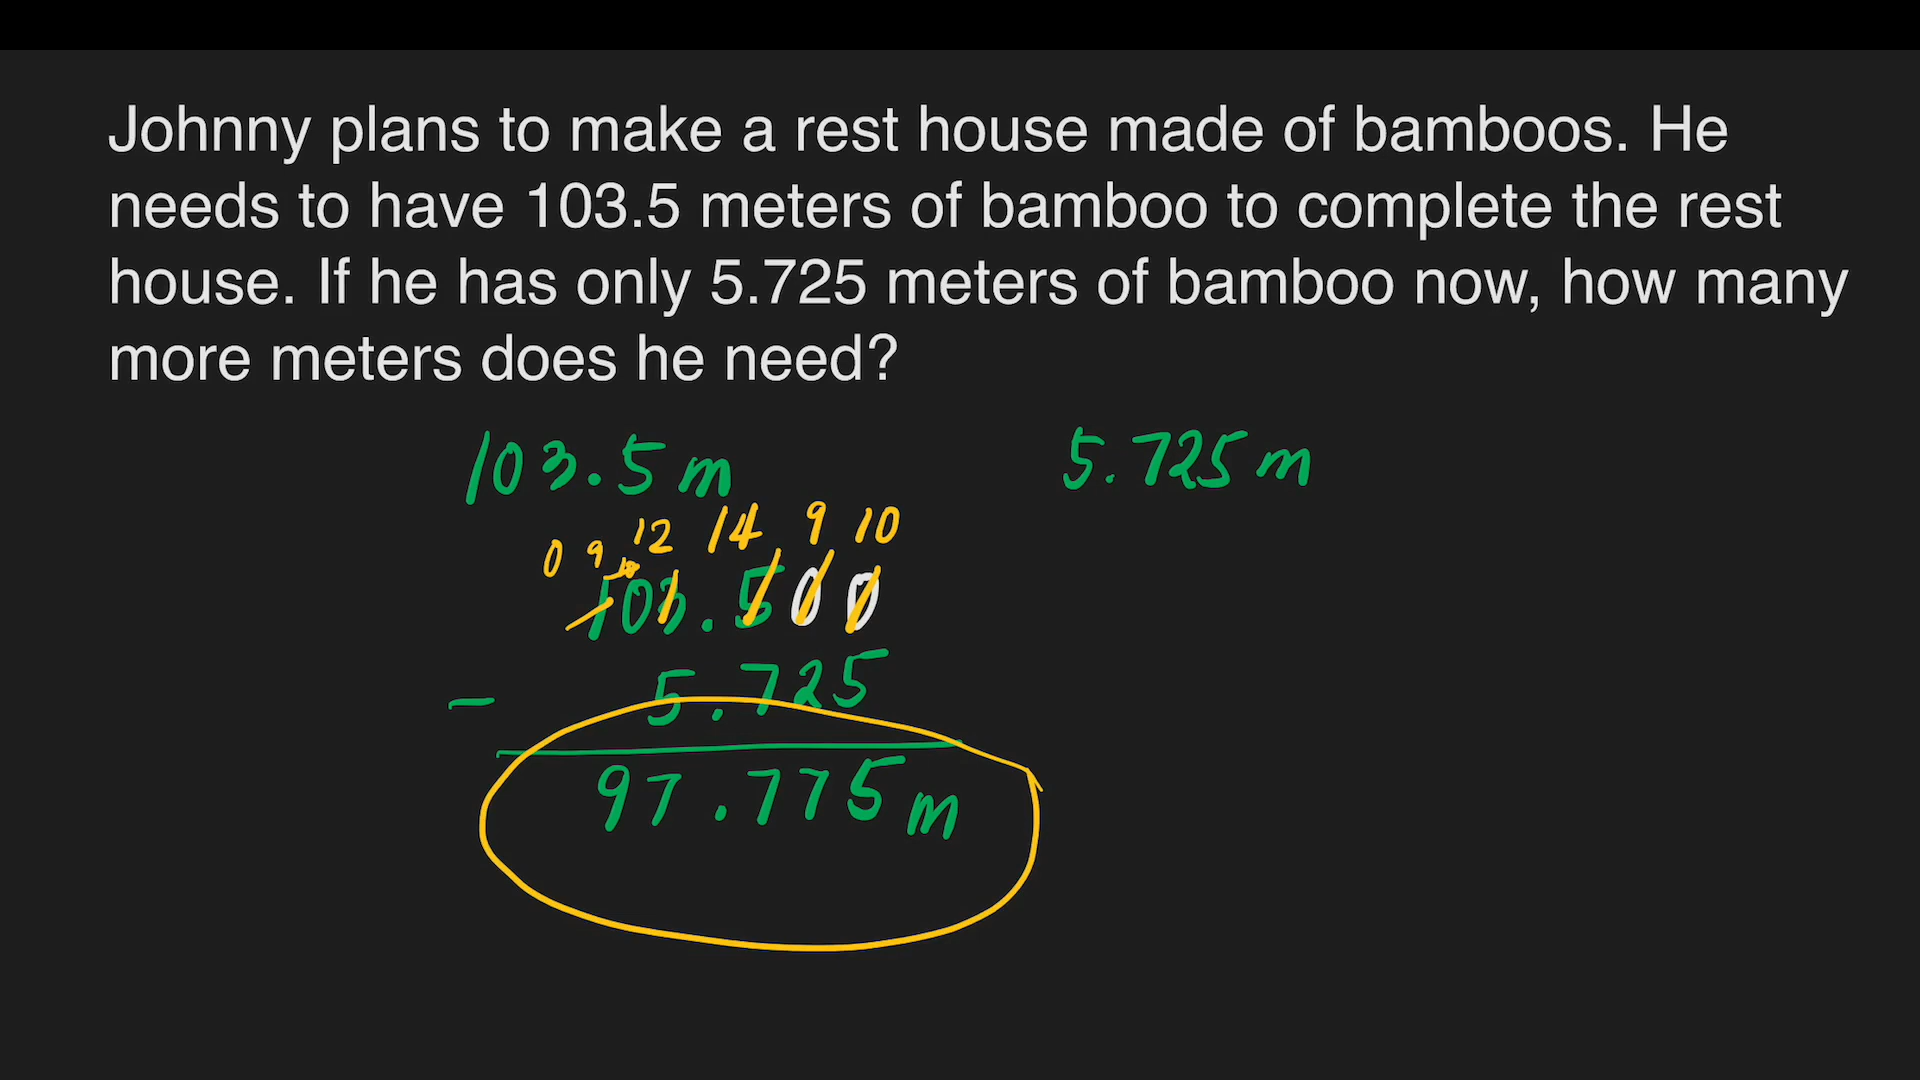 Johnny plans to make a rest house made of bamboos. He
needs to have 103.5 meters of bamboo to complete the rest
house. If he has only 5.725 meters of bamboo now, how many
more meters does he need?
103.5 m 5.725 m
0 9 10 12 14 9 10
103.500
- 5.725
97.775 m